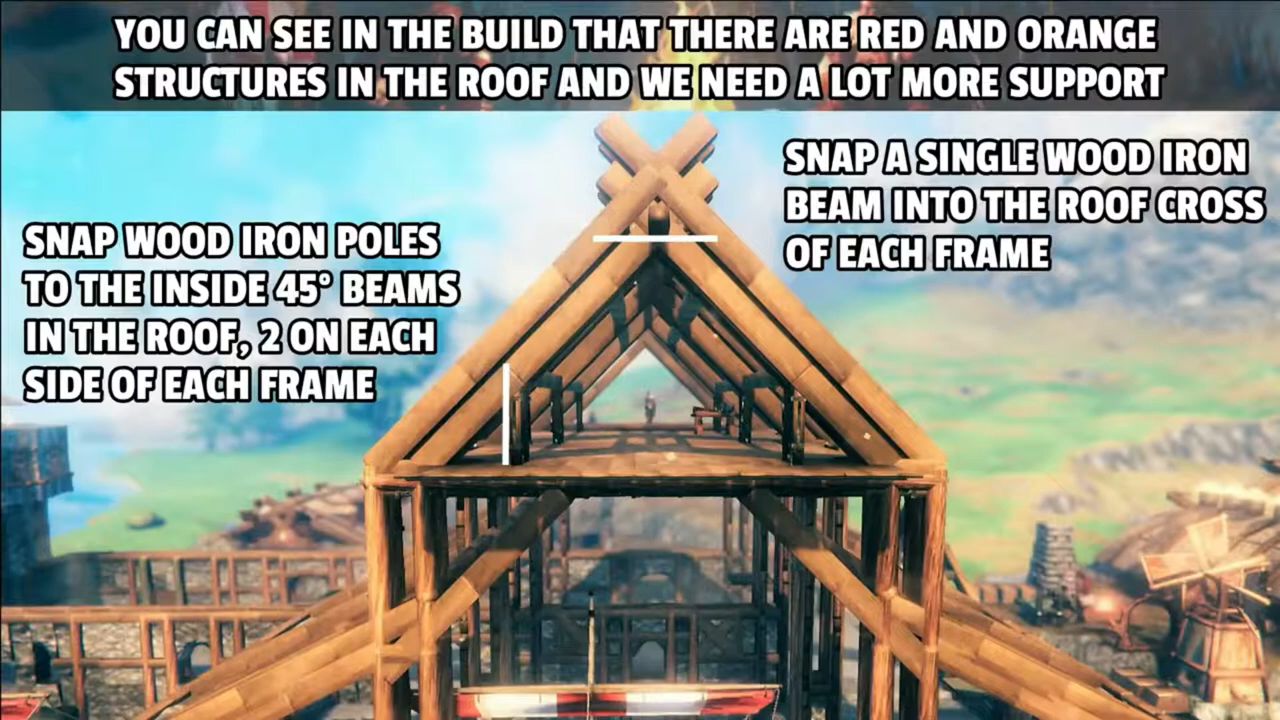 YOU CAN SEE IN THE BUILD THAT THERE ARE RED AND ORANGE
STRUCTURES IN THE ROOF AND WE NEED A LOT MORE SUPPORT
SNAP A SINGLE WOOD IRON
BEAM INTO THE ROOF CROSS
OF EACH FRAME
SNAP WOOD IRON POLES
TO THE INSIDE 45° BEAMS
IN THE ROOF, 2 ON EACH
SIDE OF EACH FRAME